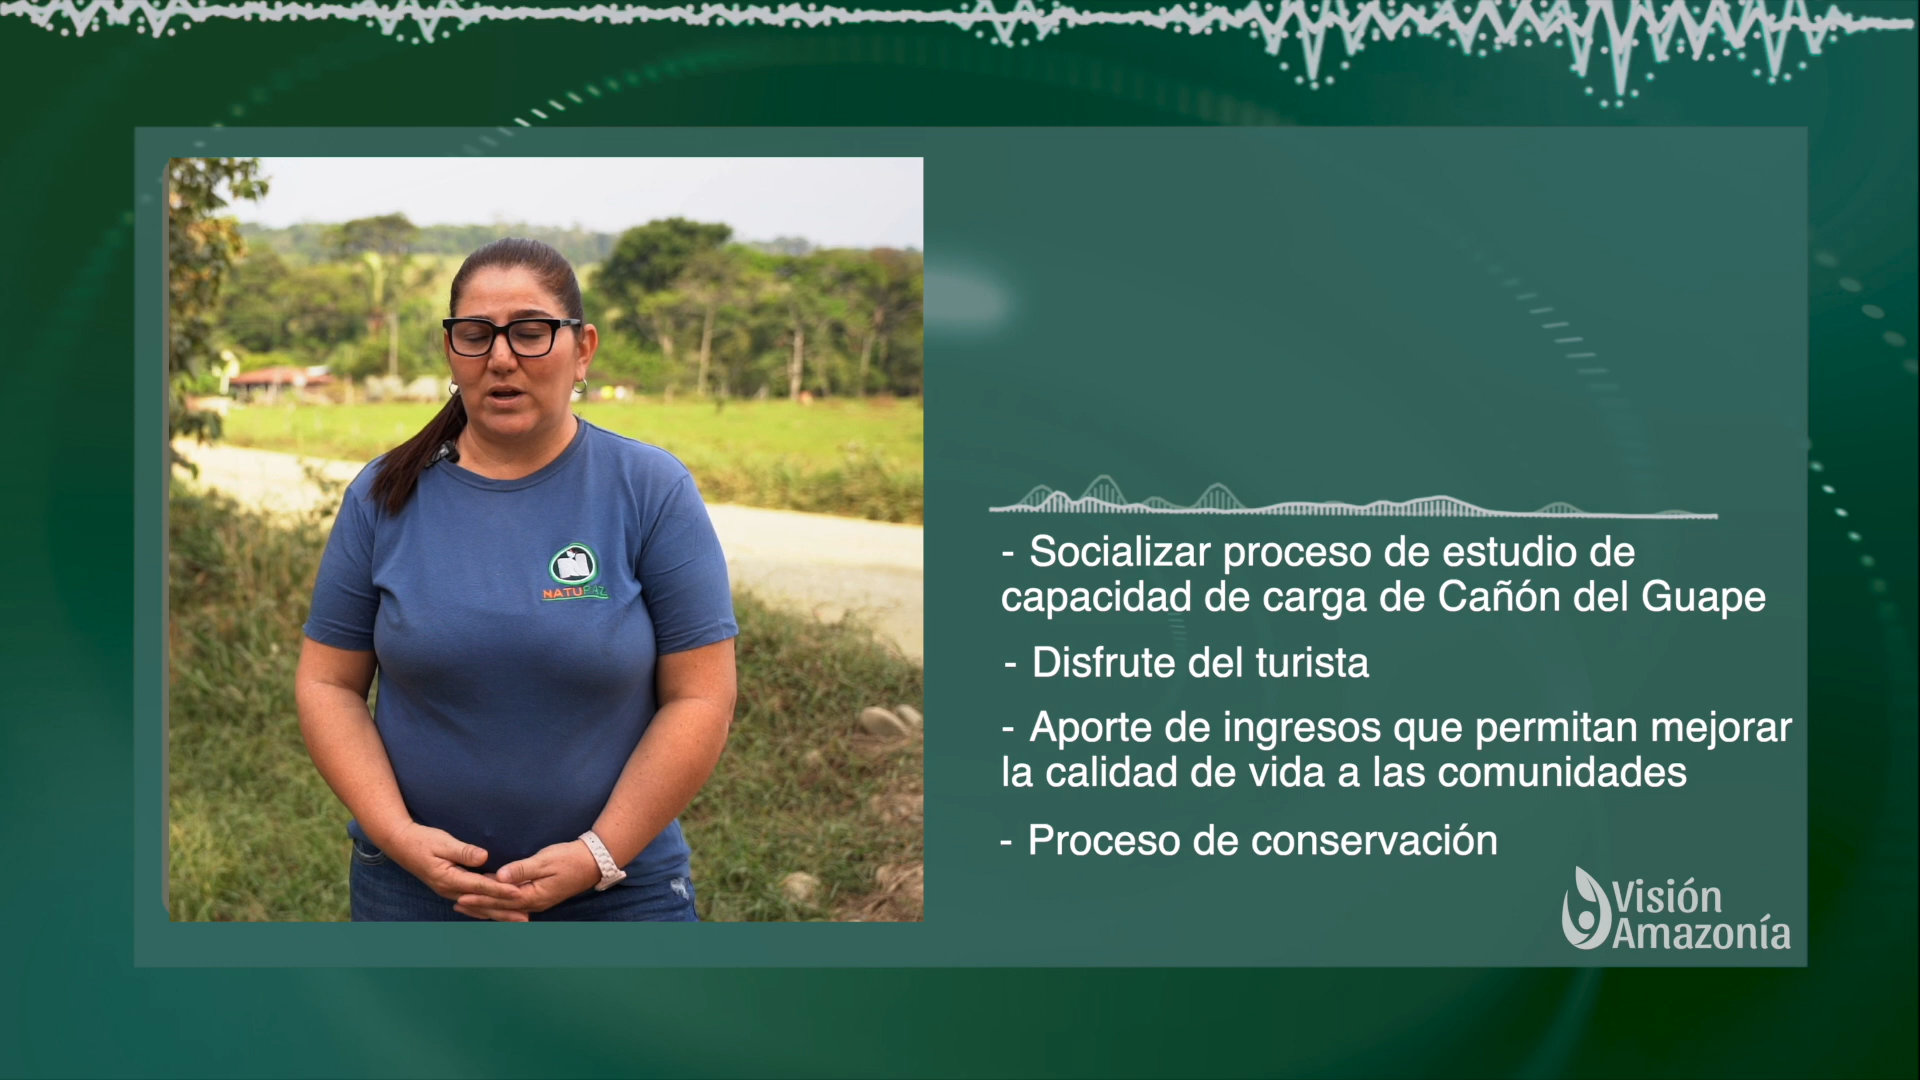 NATUPAZ
- Socializar proceso de estudio de
capacidad de carga de Cañón del Guape
- Disfrute del turista
- Aporte de ingresos que permitan mejorar
la calidad de vida a las comunidades
- Proceso de conservación
Visión
Amazonía